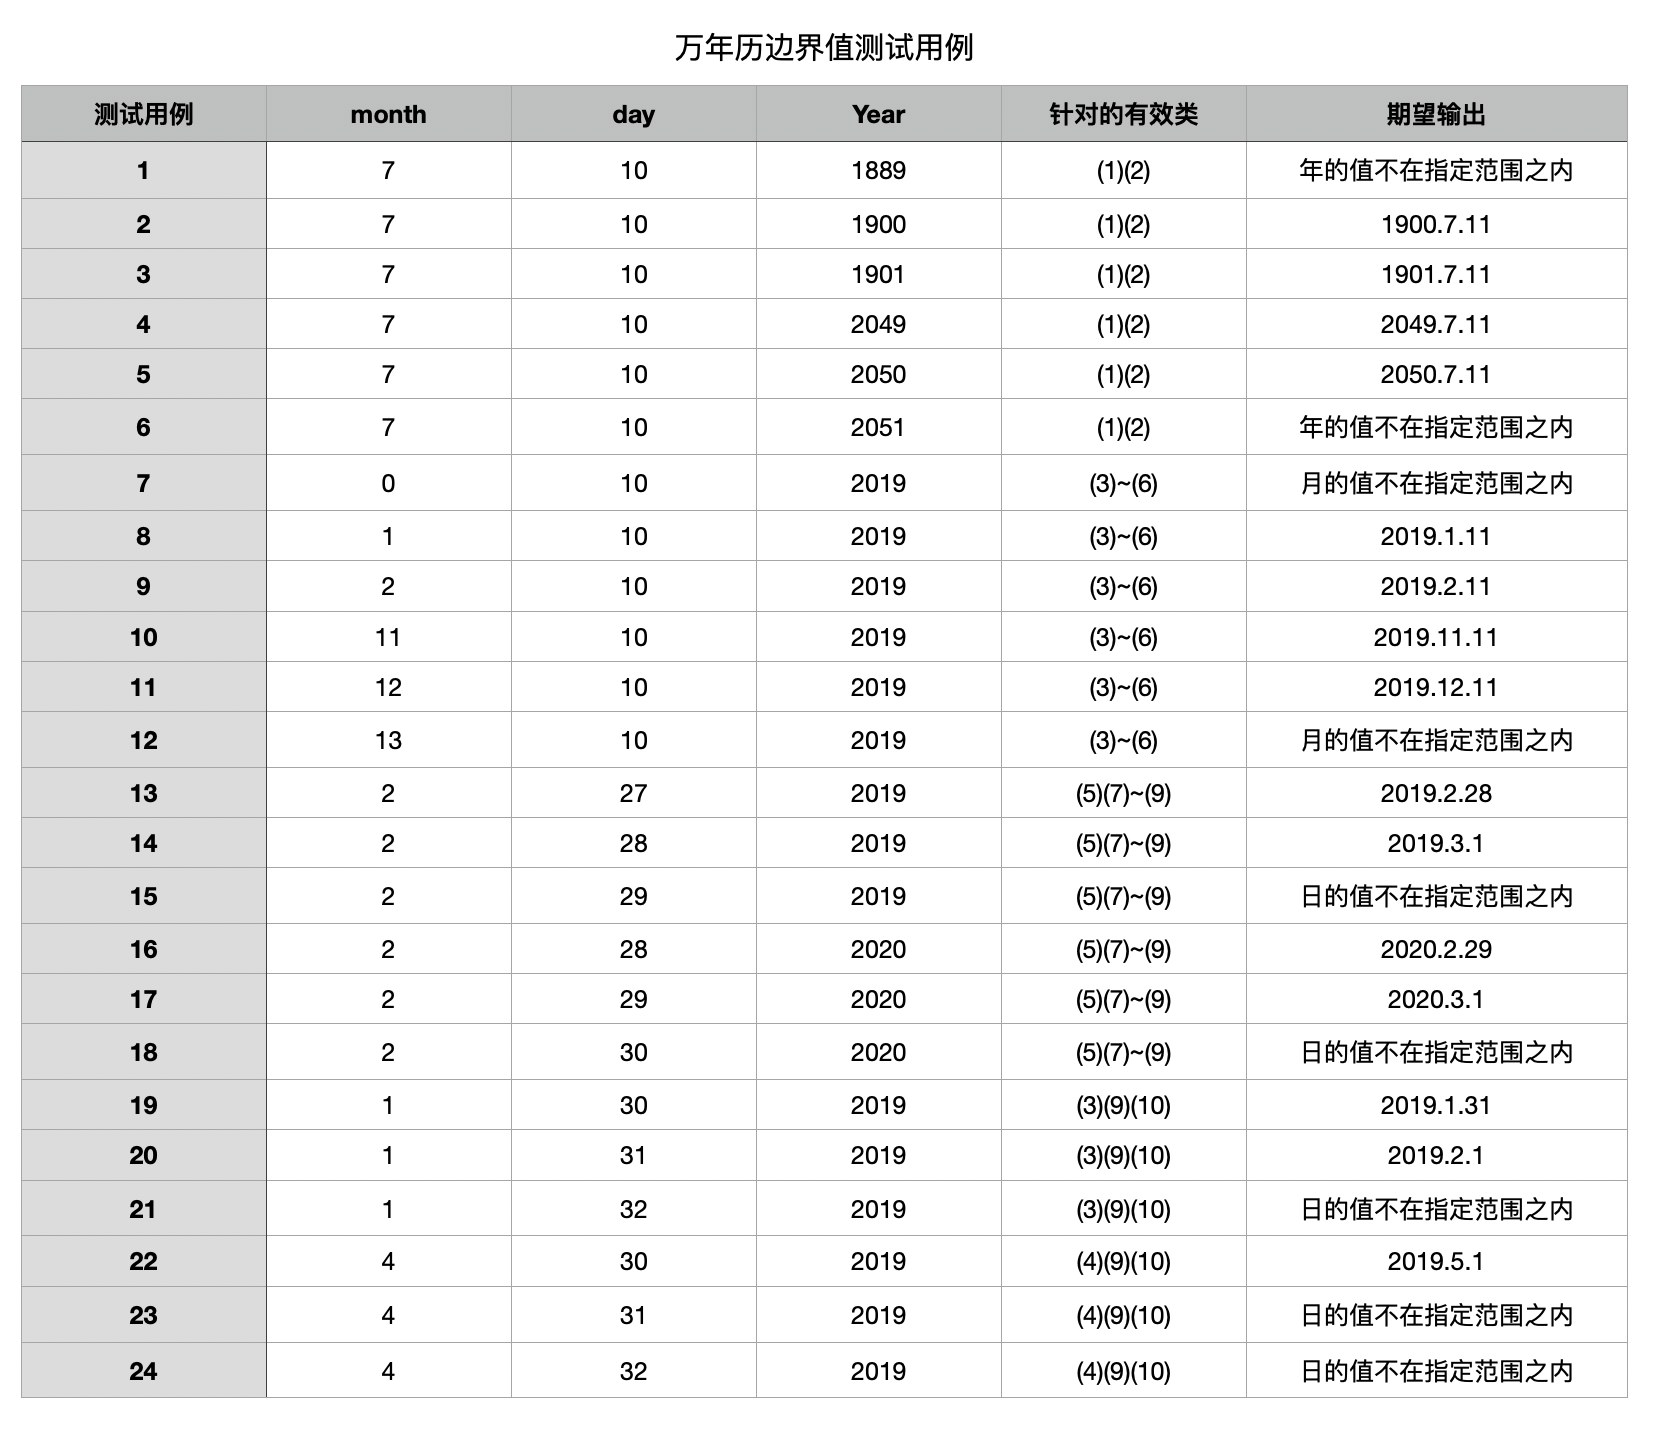 万年历边界值测试用例
测试用例 month day Year 针对的有效类 期望输出
1 7 10 1889 (1)(2) 年的值不在指定范围之内
2 7 10 1900 (1)(2) 1900.7.11
3 7 10 1901 (1)(2) 1901.7.11
4 7 10 2049 (1)(2) 2049.7.11
5 7 10 2050 (1)(2) 2050.7.11
6 7 10 2051 (1)(2) 年的值不在指定范围之内
7 0 10 2019 (3)~(6) 月的值不在指定范围之内
8 1 10 2019 (3)~(6) 2019.1.11
9 2 10 2019 (3)~(6) 2019.2.11
10 11 10 2019 (3)~(6) 2019.11.11
11 12 10 2019 (3)~(6) 2019.12.11
12 13 10 2019 (3)~(6) 月的值不在指定范围之内
13 2 27 2019 (5)(7)~(9) 2019.2.28
14 2 28 2019 (5)(7)~(9) 2019.3.1
15 2 29 2019 (5)(7)~(9) 日的值不在指定范围之内
16 2 28 2020 (5)(7)~(9) 2020.2.29
17 2 29 2020 (5)(7)~(9) 2020.3.1
18 2 30 2020 (5)(7)~(9) 日的值不在指定范围之内
19 1 30 2019 (3)(9)(10) 2019.1.31
20 1 31 2019 (3)(9)(10) 2019.2.1
21 1 32 2019 (3)(9)(10) 日的值不在指定范围之内
22 4 30 2019 (4)(9)(10) 2019.5.1
23 4 31 2019 (4)(9)(10) 日的值不在指定范围之内
24 4 32 2019 (4)(9)(10) 日的值不在指定范围之内